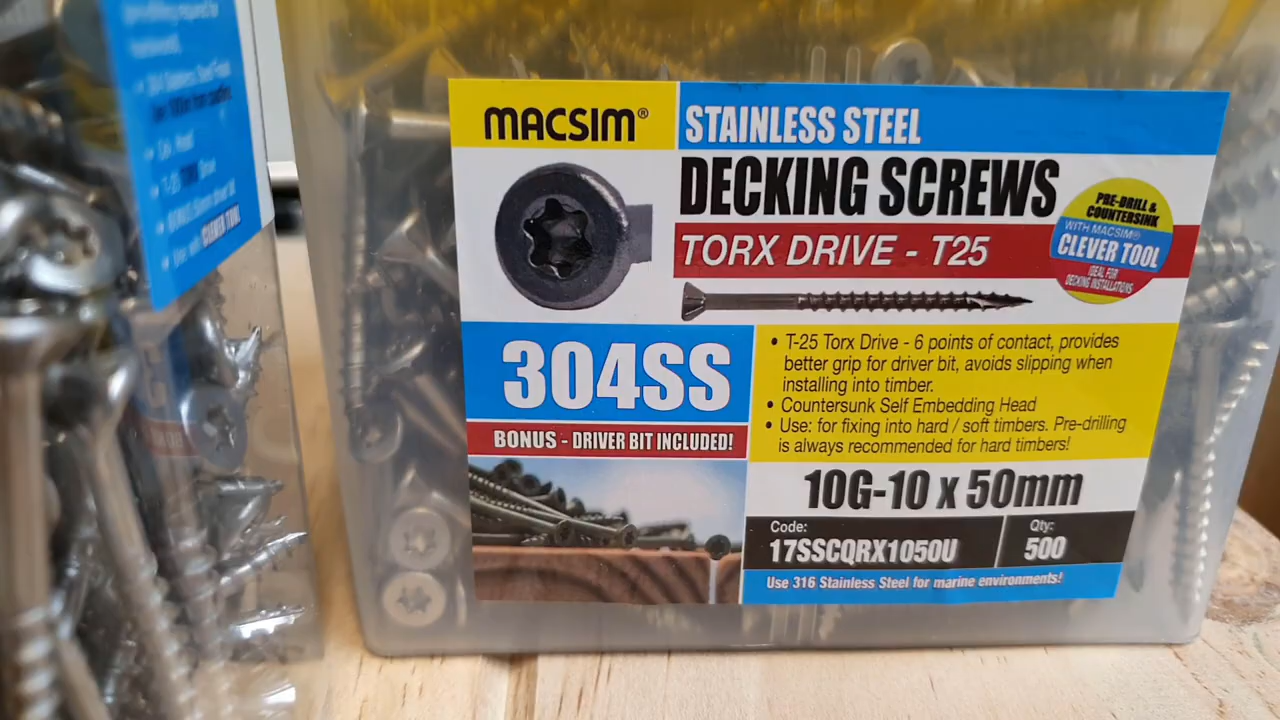 MACSIM®
STAINLESS STEEL
DECKING SCREWS
TORX DRIVE - T25
PRE-DRILL &
COUNTERSINK
WITH MACSIM®
CLEVER TOOL
IDEAL FOR
DECKING INSTALLATIONS
304SS
BONUS - DRIVER BIT INCLUDED!
• T-25 Torx Drive - 6 points of contact, provides
better grip for driver bit, avoids slipping when
installing into timber.
• Countersunk Self Embedding Head
• Use: for fixing into hard / soft timbers. Pre-drilling
is always recommended for hard timbers!
10G-10 x 50mm
Code:
17SSCQRX1050U
Qty:
500
Use 316 Stainless Steel for marine environments!
CLEVER TOOL